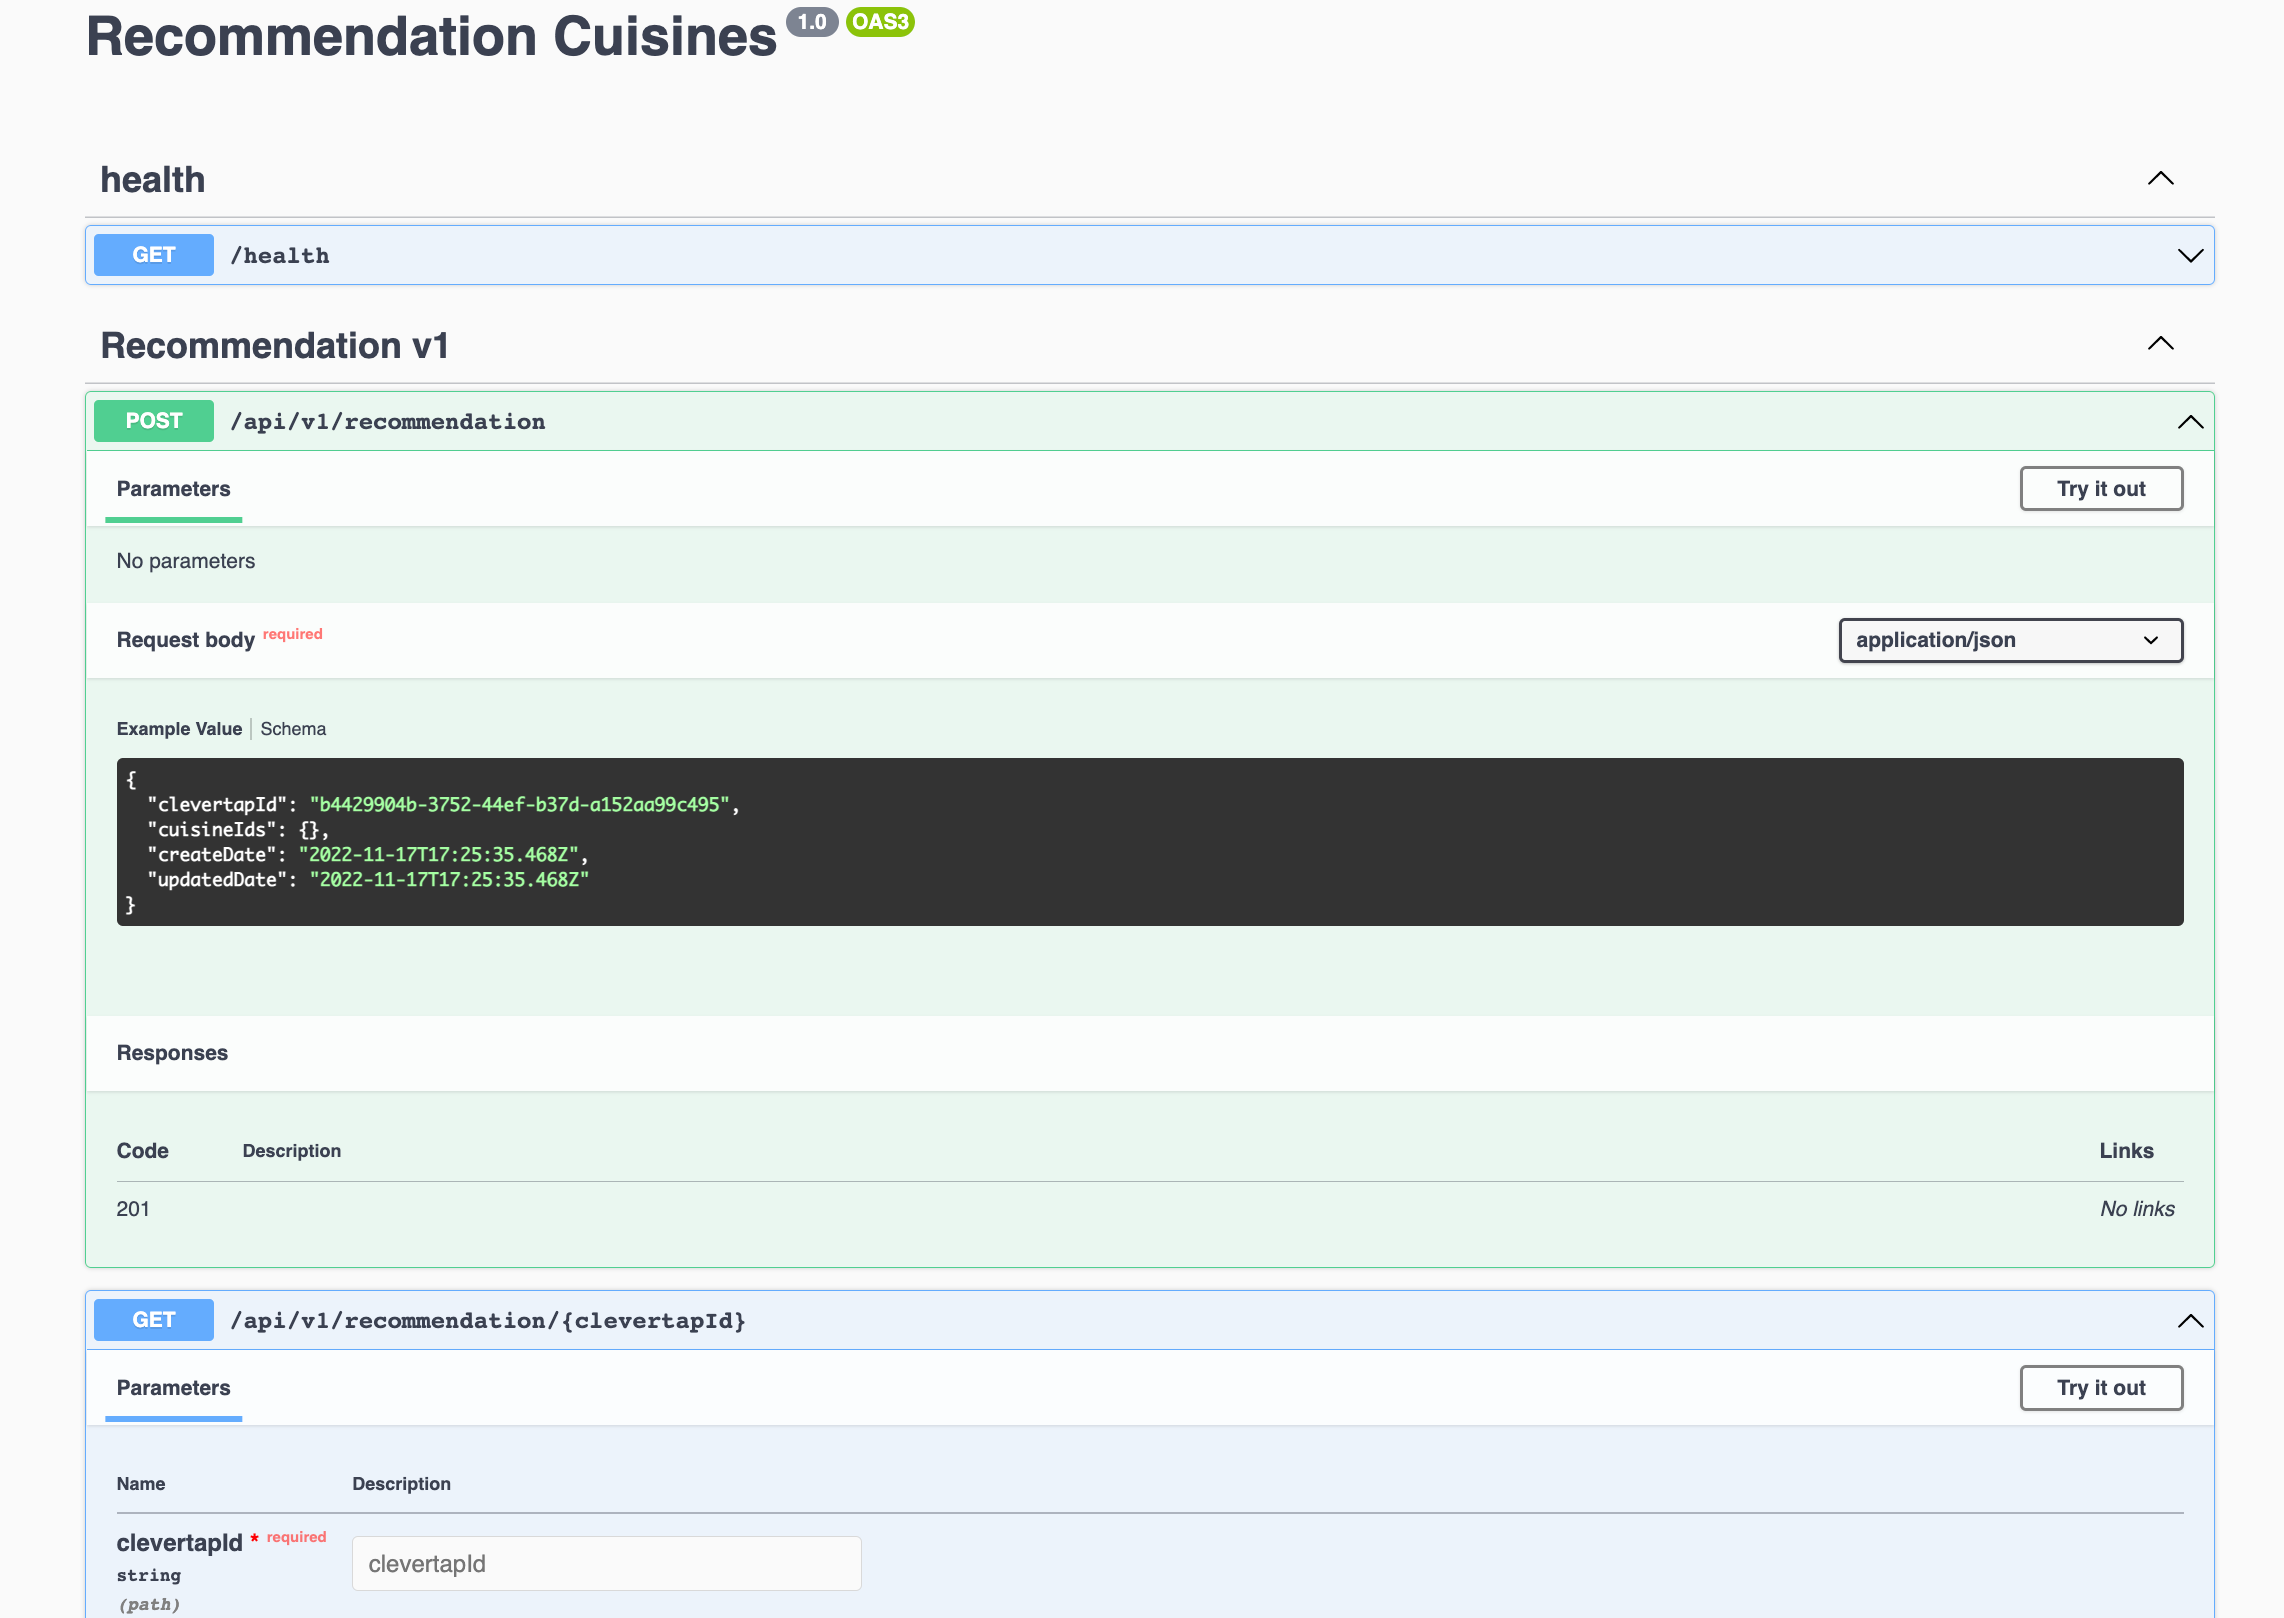 Recommendation Cuisines 1.0 OAS3
health
GET /health
Recommendation v1
POST /api/v1/recommendation
Parameters Try it out
No parameters
Request body required application/json
Example Value Schema
{
"clevertapId": "b4429904b-3752-44ef-b37d-a152aa99c495",
"cuisineIds": {},
"createDate": "2022-11-17T17:25:35.468Z",
"updatedDate": "2022-11-17T17:25:35.468Z"
}
Responses
Code Description Links
201 No links
GET /api/v1/recommendation/{clevertapId}
Parameters Try it out
Name Description
clevertapId * required clevertapId
string
(path)